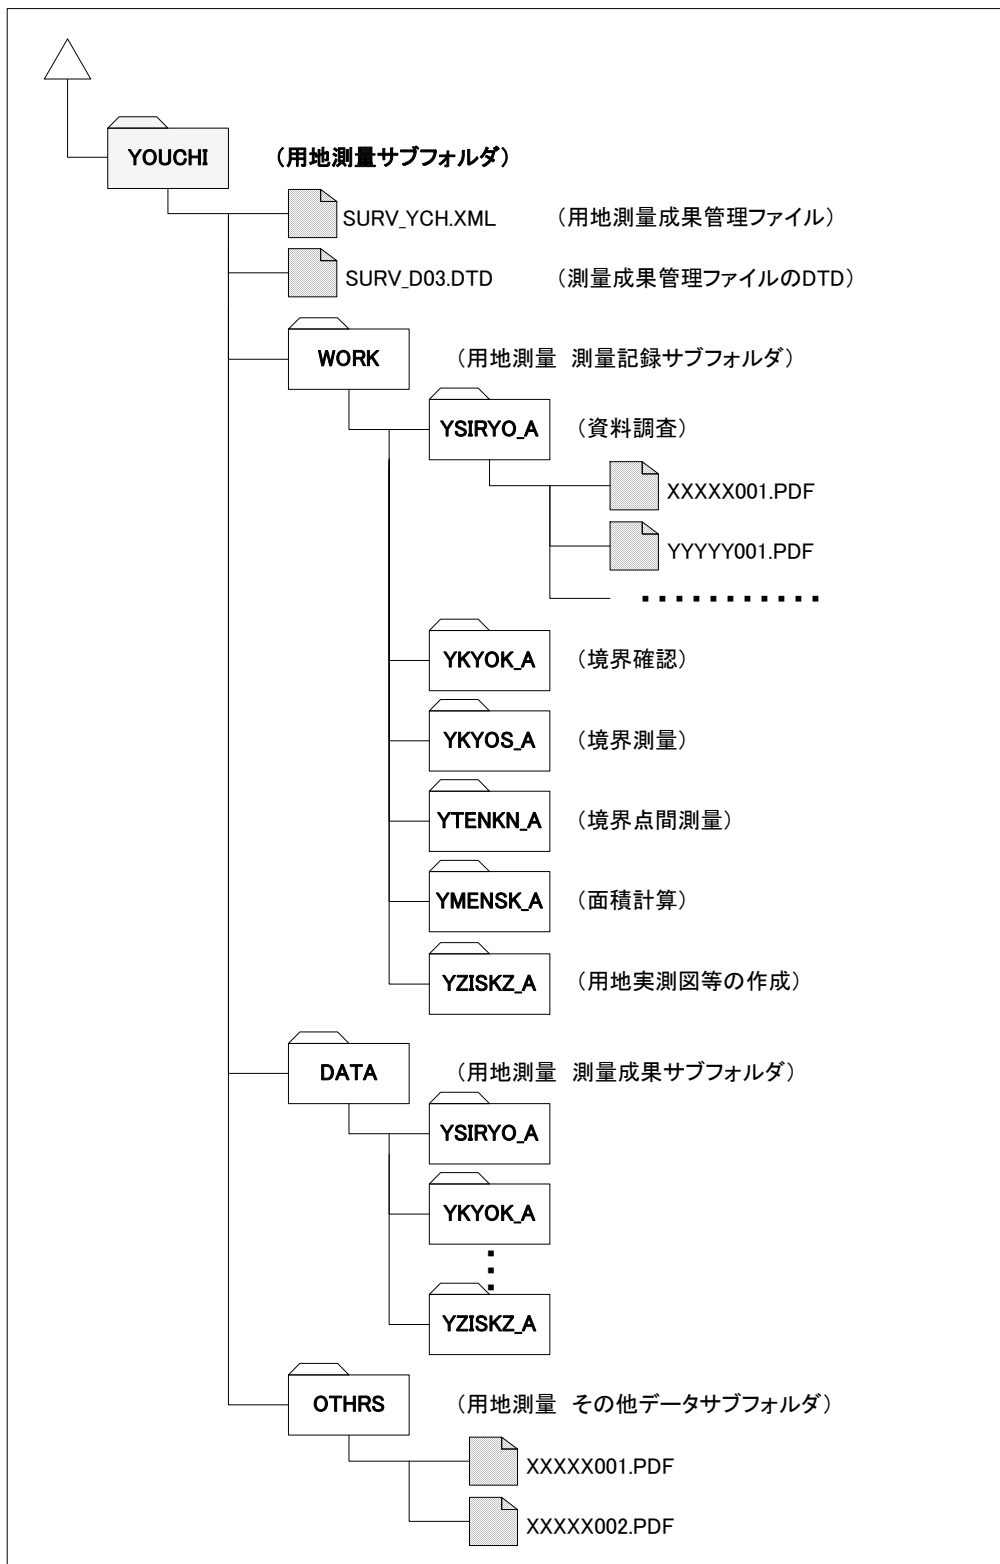 YOUCHI （用地測量サブフォルダ）
SURV_YCH.XML （用地測量成果管理ファイル）
SURV_D03.DTD （測量成果管理ファイルのDTD）
WORK （用地測量 測量記録サブフォルダ）
YSIRYO_A （資料調査）
XXXXX001.PDF
YYYYY001.PDF
YKYOK_A （境界確認）
YKYOS_A （境界測量）
YTENKN_A （境界点間測量）
YMENSK_A （面積計算）
YZISKZ_A （用地実測図等の作成）
DATA （用地測量 測量成果サブフォルダ）
YSIRYO_A
YKYOK_A
YZISKZ_A
OTHRS （用地測量 その他データサブフォルダ）
XXXXX001.PDF
XXXXX002.PDF